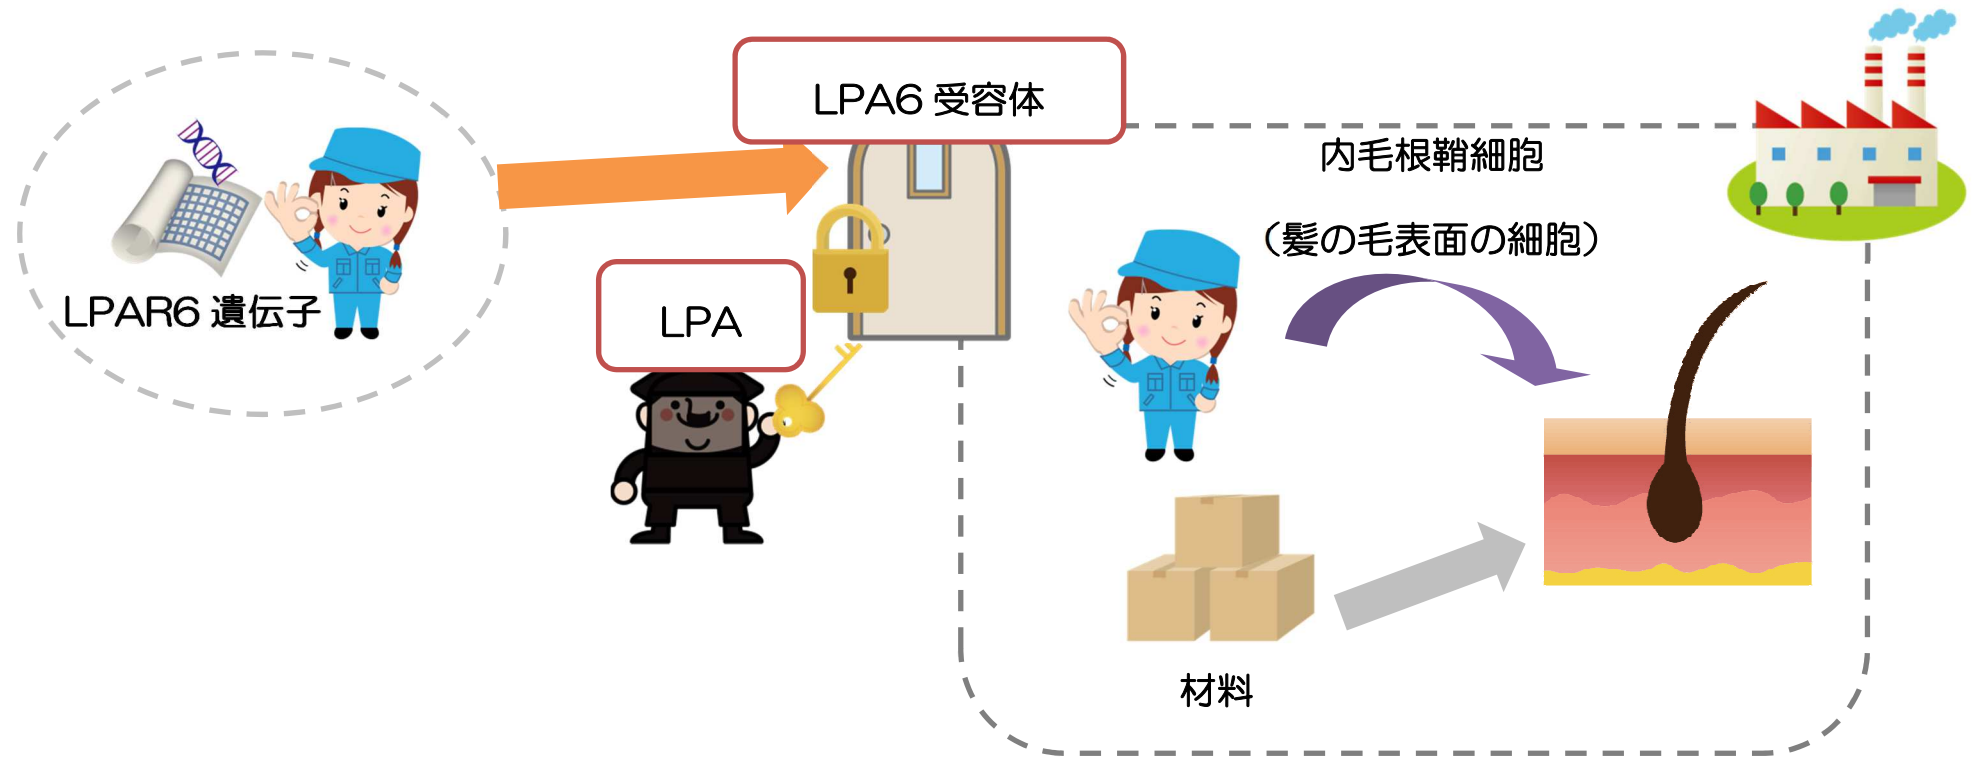 LPAR6 遺伝子
LPA6 受容体
LPA
内毛根鞘細胞
（髪の毛表面の細胞）
材料